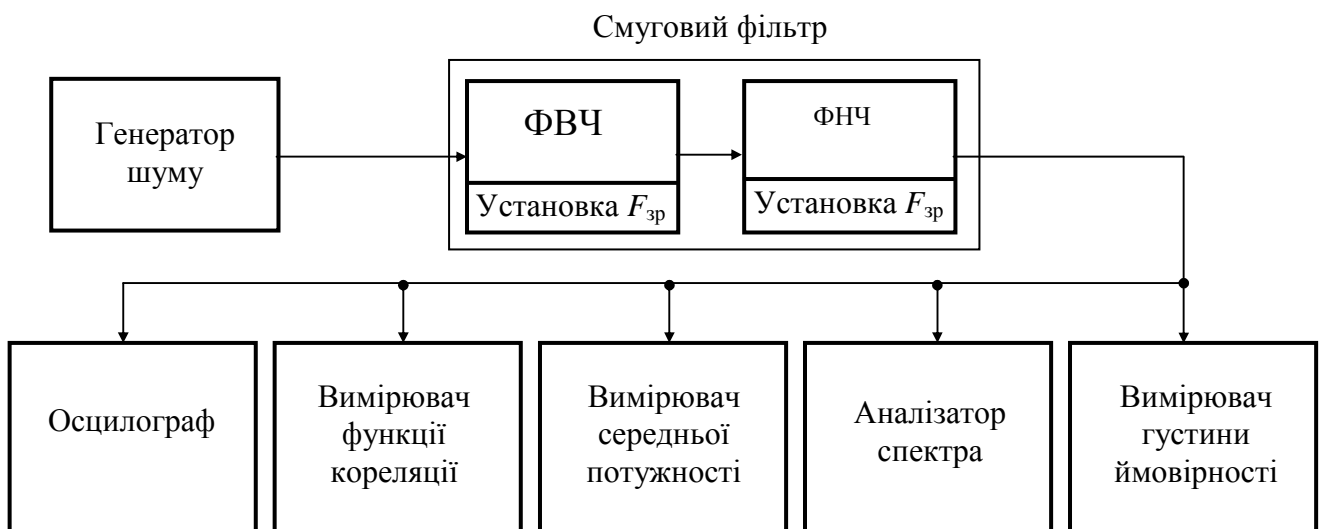 Смуговий фільтр
Генератор
шуму
ФВЧ
Установка Fзр
ФНЧ
Установка Fзр
Осцилограф
Вимірювач
функції
кореляції
Вимірювач
середньої
потужності
Аналізатор
спектра
Вимірювач
густини
ймовірності